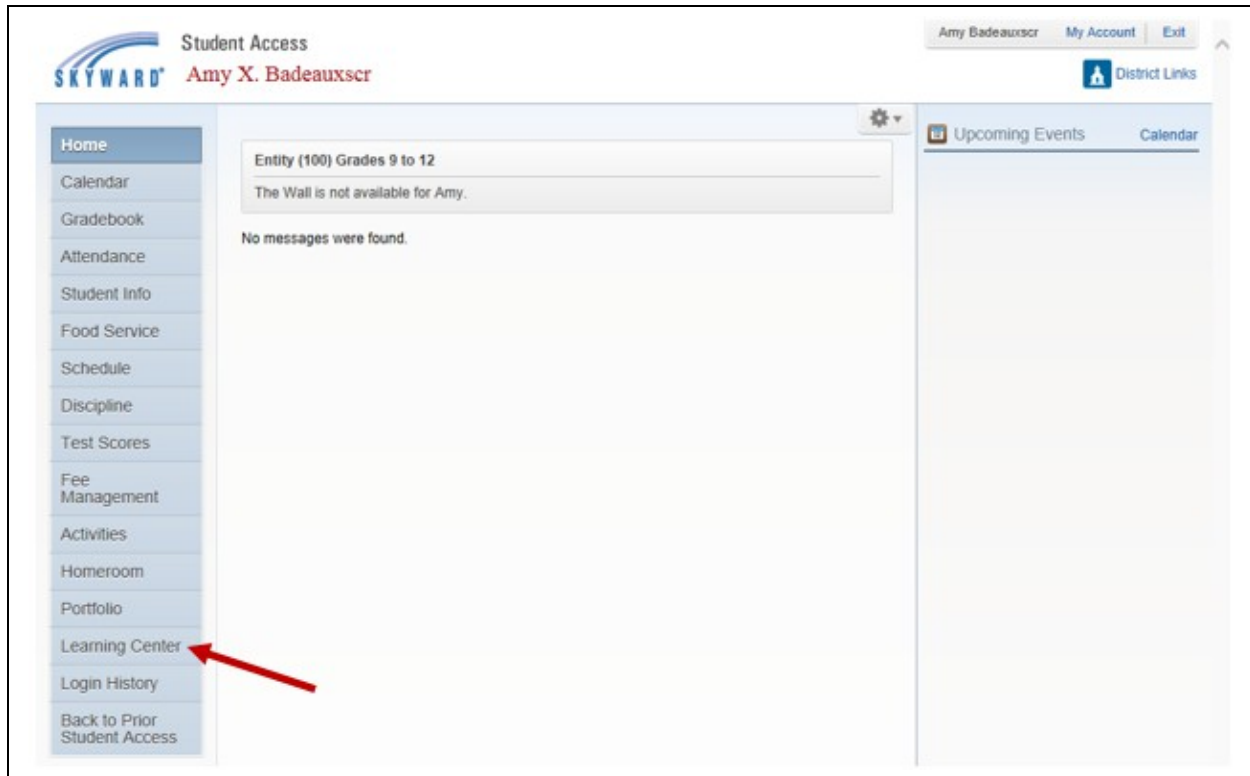 Student Access
SKYWARD®
Amy X. Badeauxscr
Amy Badeauxscr
My Account
Exit
District Links
Home
Calendar
Gradebook
Attendance
Student Info
Food Service
Schedule
Discipline
Test Scores
Fee
Management
Activities
Homeroom
Portfolio
Learning Center
Login History
Back to Prior
Student Access
Entity (100) Grades 9 to 12
The Wall is not available for Amy.
No messages were found.
Upcoming Events
Calendar